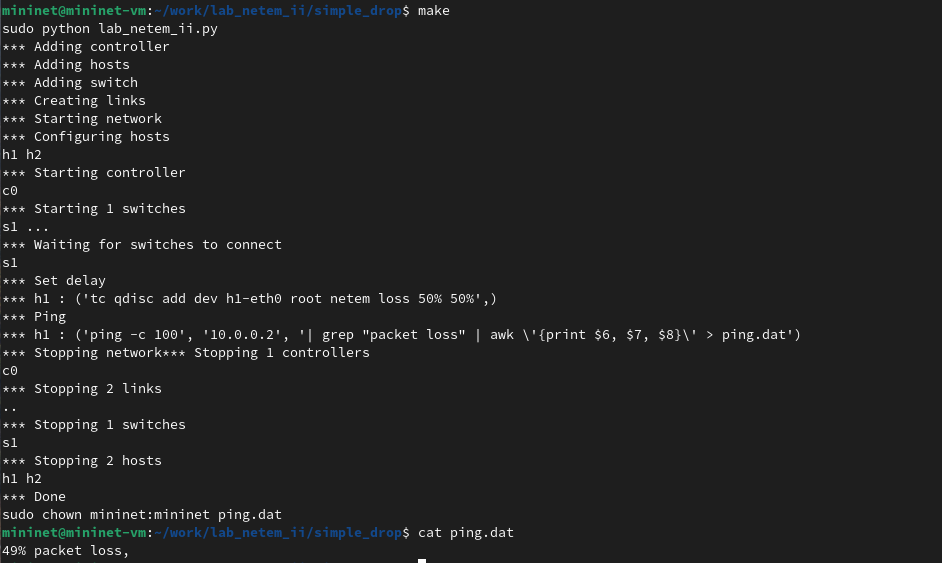 mininet@mininet-vm:~/work/lab_netem_ii/simple_drop$ make
sudo python lab_netem_ii.py
*** Adding controller
*** Adding hosts
*** Adding switch
*** Creating links
*** Starting network
*** Configuring hosts
h1 h2
*** Starting controller
c0
*** Starting 1 switches
s1 ...
*** Waiting for switches to connect
s1
*** Set delay
*** h1 : ('tc qdisc add dev h1-eth0 root netem loss 50% 50%',)
*** Ping
*** h1 : ('ping -c 100', '10.0.0.2', '| grep "packet loss" | awk \'{print $6, $7, $8}\' > ping.dat')
*** Stopping network*** Stopping 1 controllers
c0
*** Stopping 2 links
..
*** Stopping 1 switches
s1
*** Stopping 2 hosts
h1 h2
*** Done
sudo chown mininet:mininet ping.dat
mininet@mininet-vm:~/work/lab_netem_ii/simple_drop$ cat ping.dat
49% packet loss,